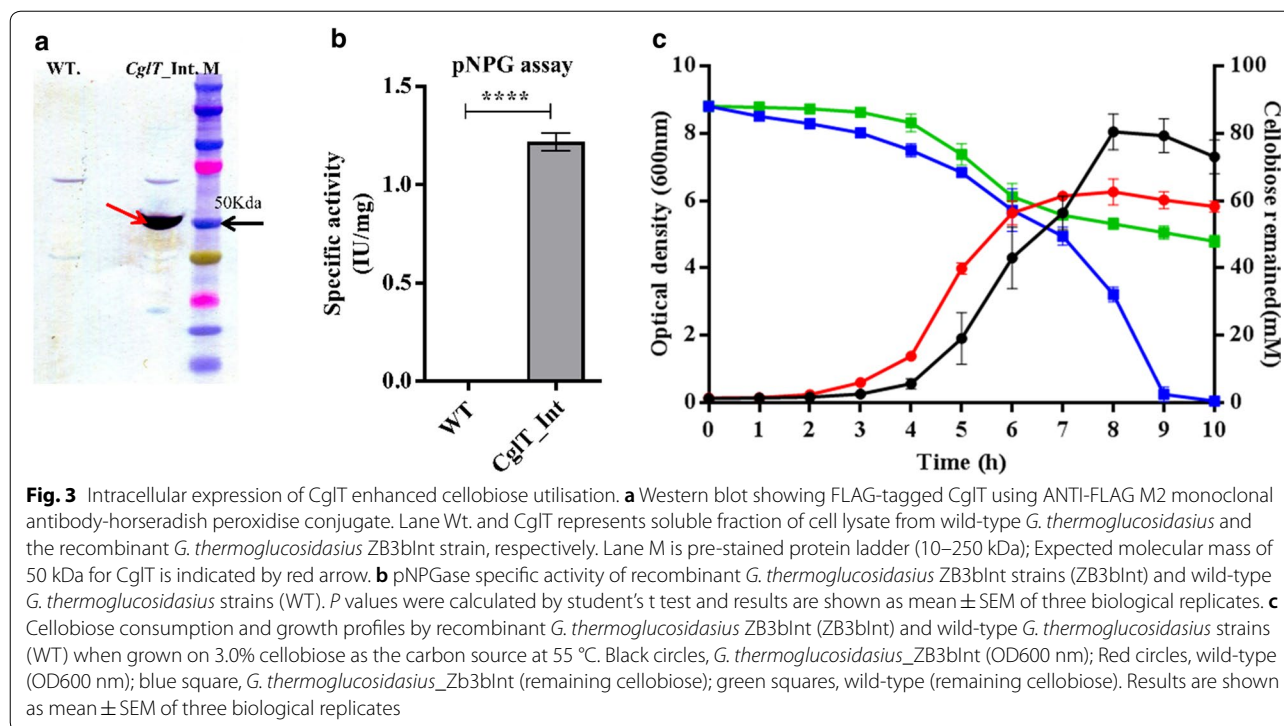 a
WT. CglT_Int. M
50Kda
b
pNPG assay
****
Specific activity
(IU/mg)
1.5
1.0
0.5
0.0
WT
CglT_Int
c
Optical density (600nm)
10
8
6
4
2
0
0 1 2 3 4 5 6 7 8 9 10
Time (h)
100
80
60
40
20
0
Cellobiose remained(mM)
Fig. 3 Intracellular expression of CglT enhanced cellobiose utilisation. a Western blot showing FLAG-tagged CglT using ANTI-FLAG M2 monoclonal
antibody-horseradish peroxidise conjugate. Lane Wt. and CglT represents soluble fraction of cell lysate from wild-type G. thermoglucosidasius and
the recombinant G. thermoglucosidasius ZB3bInt strain, respectively. Lane M is pre-stained protein ladder (10–250 kDa); Expected molecular mass of
50 kDa for CglT is indicated by red arrow. b pNPGase specific activity of recombinant G. thermoglucosidasius ZB3bInt strains (ZB3bInt) and wild-type
G. thermoglucosidasius strains (WT). P values were calculated by student's t test and results are shown as mean ± SEM of three biological replicates. c
Cellobiose consumption and growth profiles by recombinant G. thermoglucosidasius ZB3bInt (ZB3bInt) and wild-type G. thermoglucosidasius strains
(WT) when grown on 3.0% cellobiose as the carbon source at 55 °C. Black circles, G. thermoglucosidasius_ZB3bInt (OD600 nm); Red circles, wild-type
(OD600 nm); blue square, G. thermoglucosidasius_Zb3bInt (remaining cellobiose); green squares, wild-type (remaining cellobiose). Results are shown
as mean ± SEM of three biological replicates